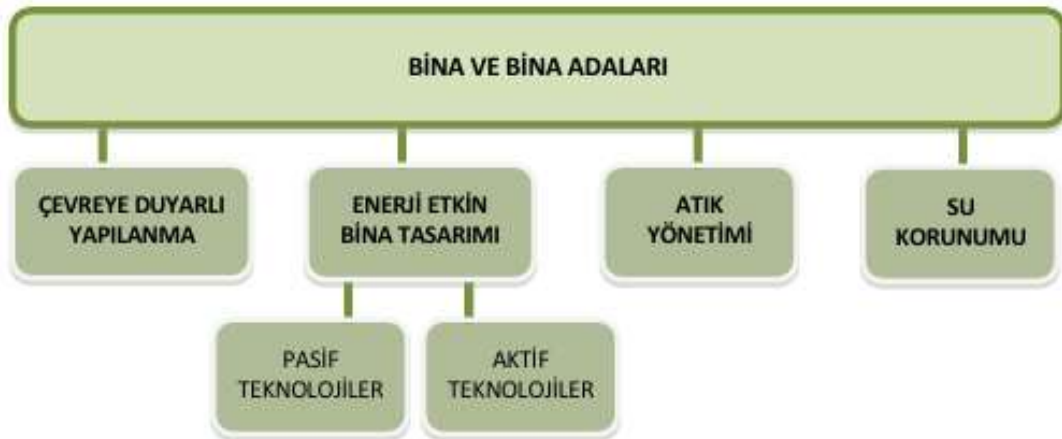 BİNA VE BİNA ADALARI
ÇEVREYE DUYARLI
YAPILANMA
ENERJİ ETKİN
BİNA TASARIMI
ATIK
YÖNETİMİ
SU
KORUNUMU
PASİF
TEKNOLOJİLER
AKTİF
TEKNOLOJİLER